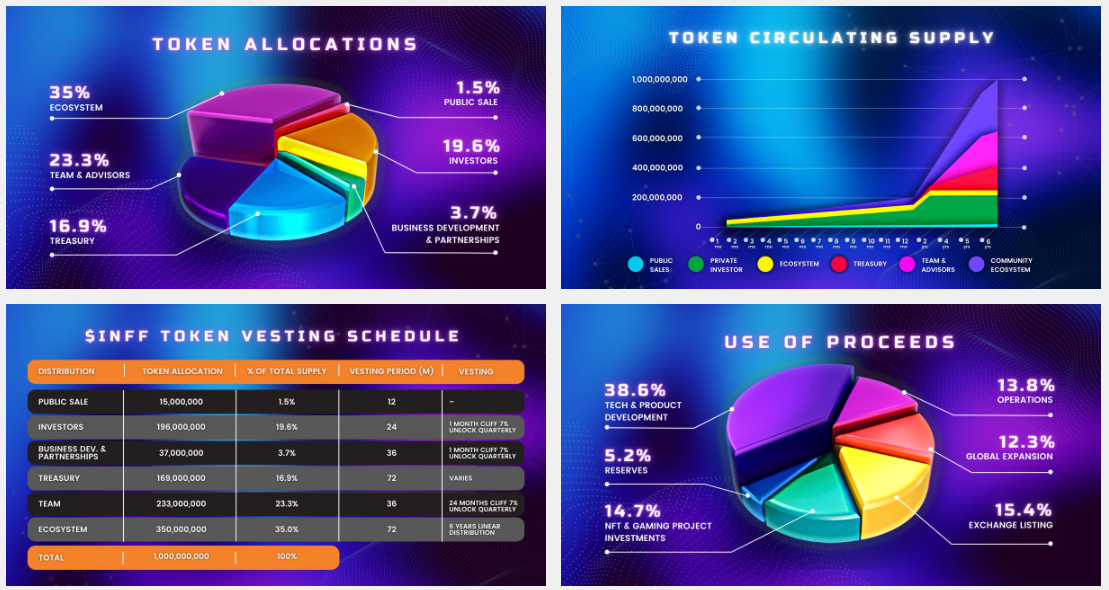 TOKEN ALLOCATIONS
35%
ECOSYSTEM
23.3%
TEAM & ADVISORS
16.9%
TREASURY
1.5%
PUBLIC SALE
19.6%
INVESTORS
3.7%
BUSINESS DEVELOPMENT
& PARTNERSHIPS
TOKEN CIRCULATING SUPPLY
1,000,000,000
800,000,000
600,000,000
400,000,000
200,000,000
0
1 mo 2 mo 3 mo 4 mo 5 mo 6 mo 7 mo 8 mo 9 mo 10 mo 11 mo 12 mo 2 yrs 4 yrs 5 yrs 6 yrs
PUBLIC
SALES
PRIVATE
INVESTOR
ECOSYSTEM
TREASURY
TEAM &
ADVISORS
COMMUNITY
ECOSYSTEM
$INFF TOKEN VESTING SCHEDULE
DISTRIBUTION TOKEN ALLOCATION % OF TOTAL SUPPLY VESTING PERIOD (M) VESTING
PUBLIC SALE 15,000,000 1.5% 12 –
INVESTORS 196,000,000 19.6% 24 1 MONTH CLIFF 7%
UNLOCK QUARTERLY
BUSINESS DEV. &
PARTNERSHIPS 37,000,000 3.7% 36 1 MONTH CLIFF 7%
UNLOCK QUARTERLY
TREASURY 169,000,000 16.9% 72 VARIES
TEAM 233,000,000 23.3% 36 24 MONTHS CLIFF 7%
UNLOCK QUARTERLY
ECOSYSTEM 350,000,000 35.0% 72 6 YEARS LINEAR
DISTRIBUTION
TOTAL 1,000,000,000 100%
USE OF PROCEEDS
38.6%
TECH & PRODUCT
DEVELOPMENT
5.2%
RESERVES
14.7%
NFT & GAMING PROJECT
INVESTMENTS
13.8%
OPERATIONS
12.3%
GLOBAL EXPANSION
15.4%
EXCHANGE LISTING